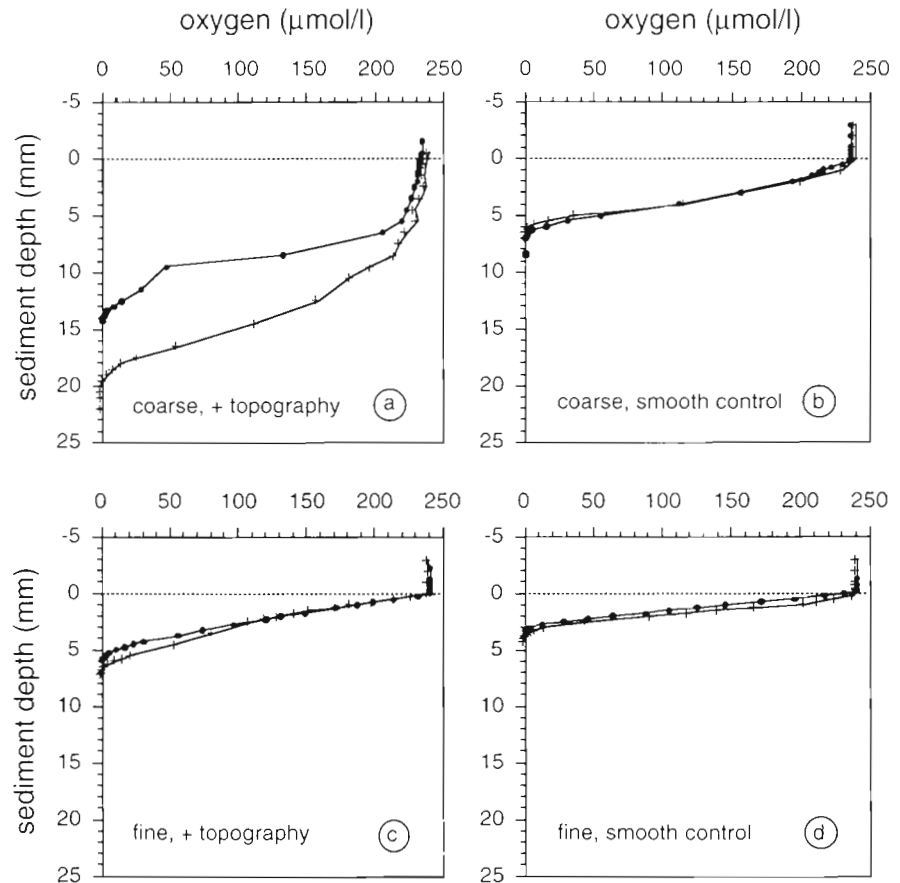 oxygen (μmol/l)
oxygen (μmol/l)
0 50 100 150 200 250
0 50 100 150 200 250
-5
0
5
10
15
20
25
sediment depth (mm)
coarse, + topography
a
-5
0
5
10
15
20
25
coarse, smooth control
b
0 50 100 150 200 250
0 50 100 150 200 250
-5
0
5
10
15
20
25
sediment depth (mm)
fine, + topography
c
-5
0
5
10
15
20
25
fine, smooth control
d